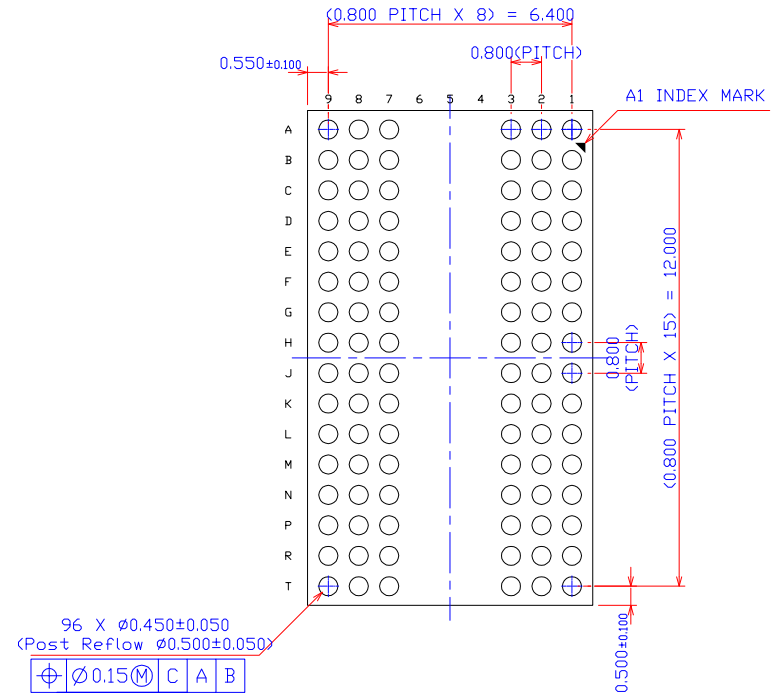 (0.800 PITCH X 8) = 6.400
0.800(PITCH)
0.550±0.100
A1 INDEX MARK
9 8 7 6 5 4 3 2 1
A
B
C
D
E
F
G
H
J
K
L
M
N
P
R
T
0.800
(PITCH)
(0.800 PITCH X 15) = 12.000
0.500±0.100
96 X Ø0.450±0.050
(Post Reflow Ø0.500±0.050)
⌖ Ø0.15Ⓜ C A B